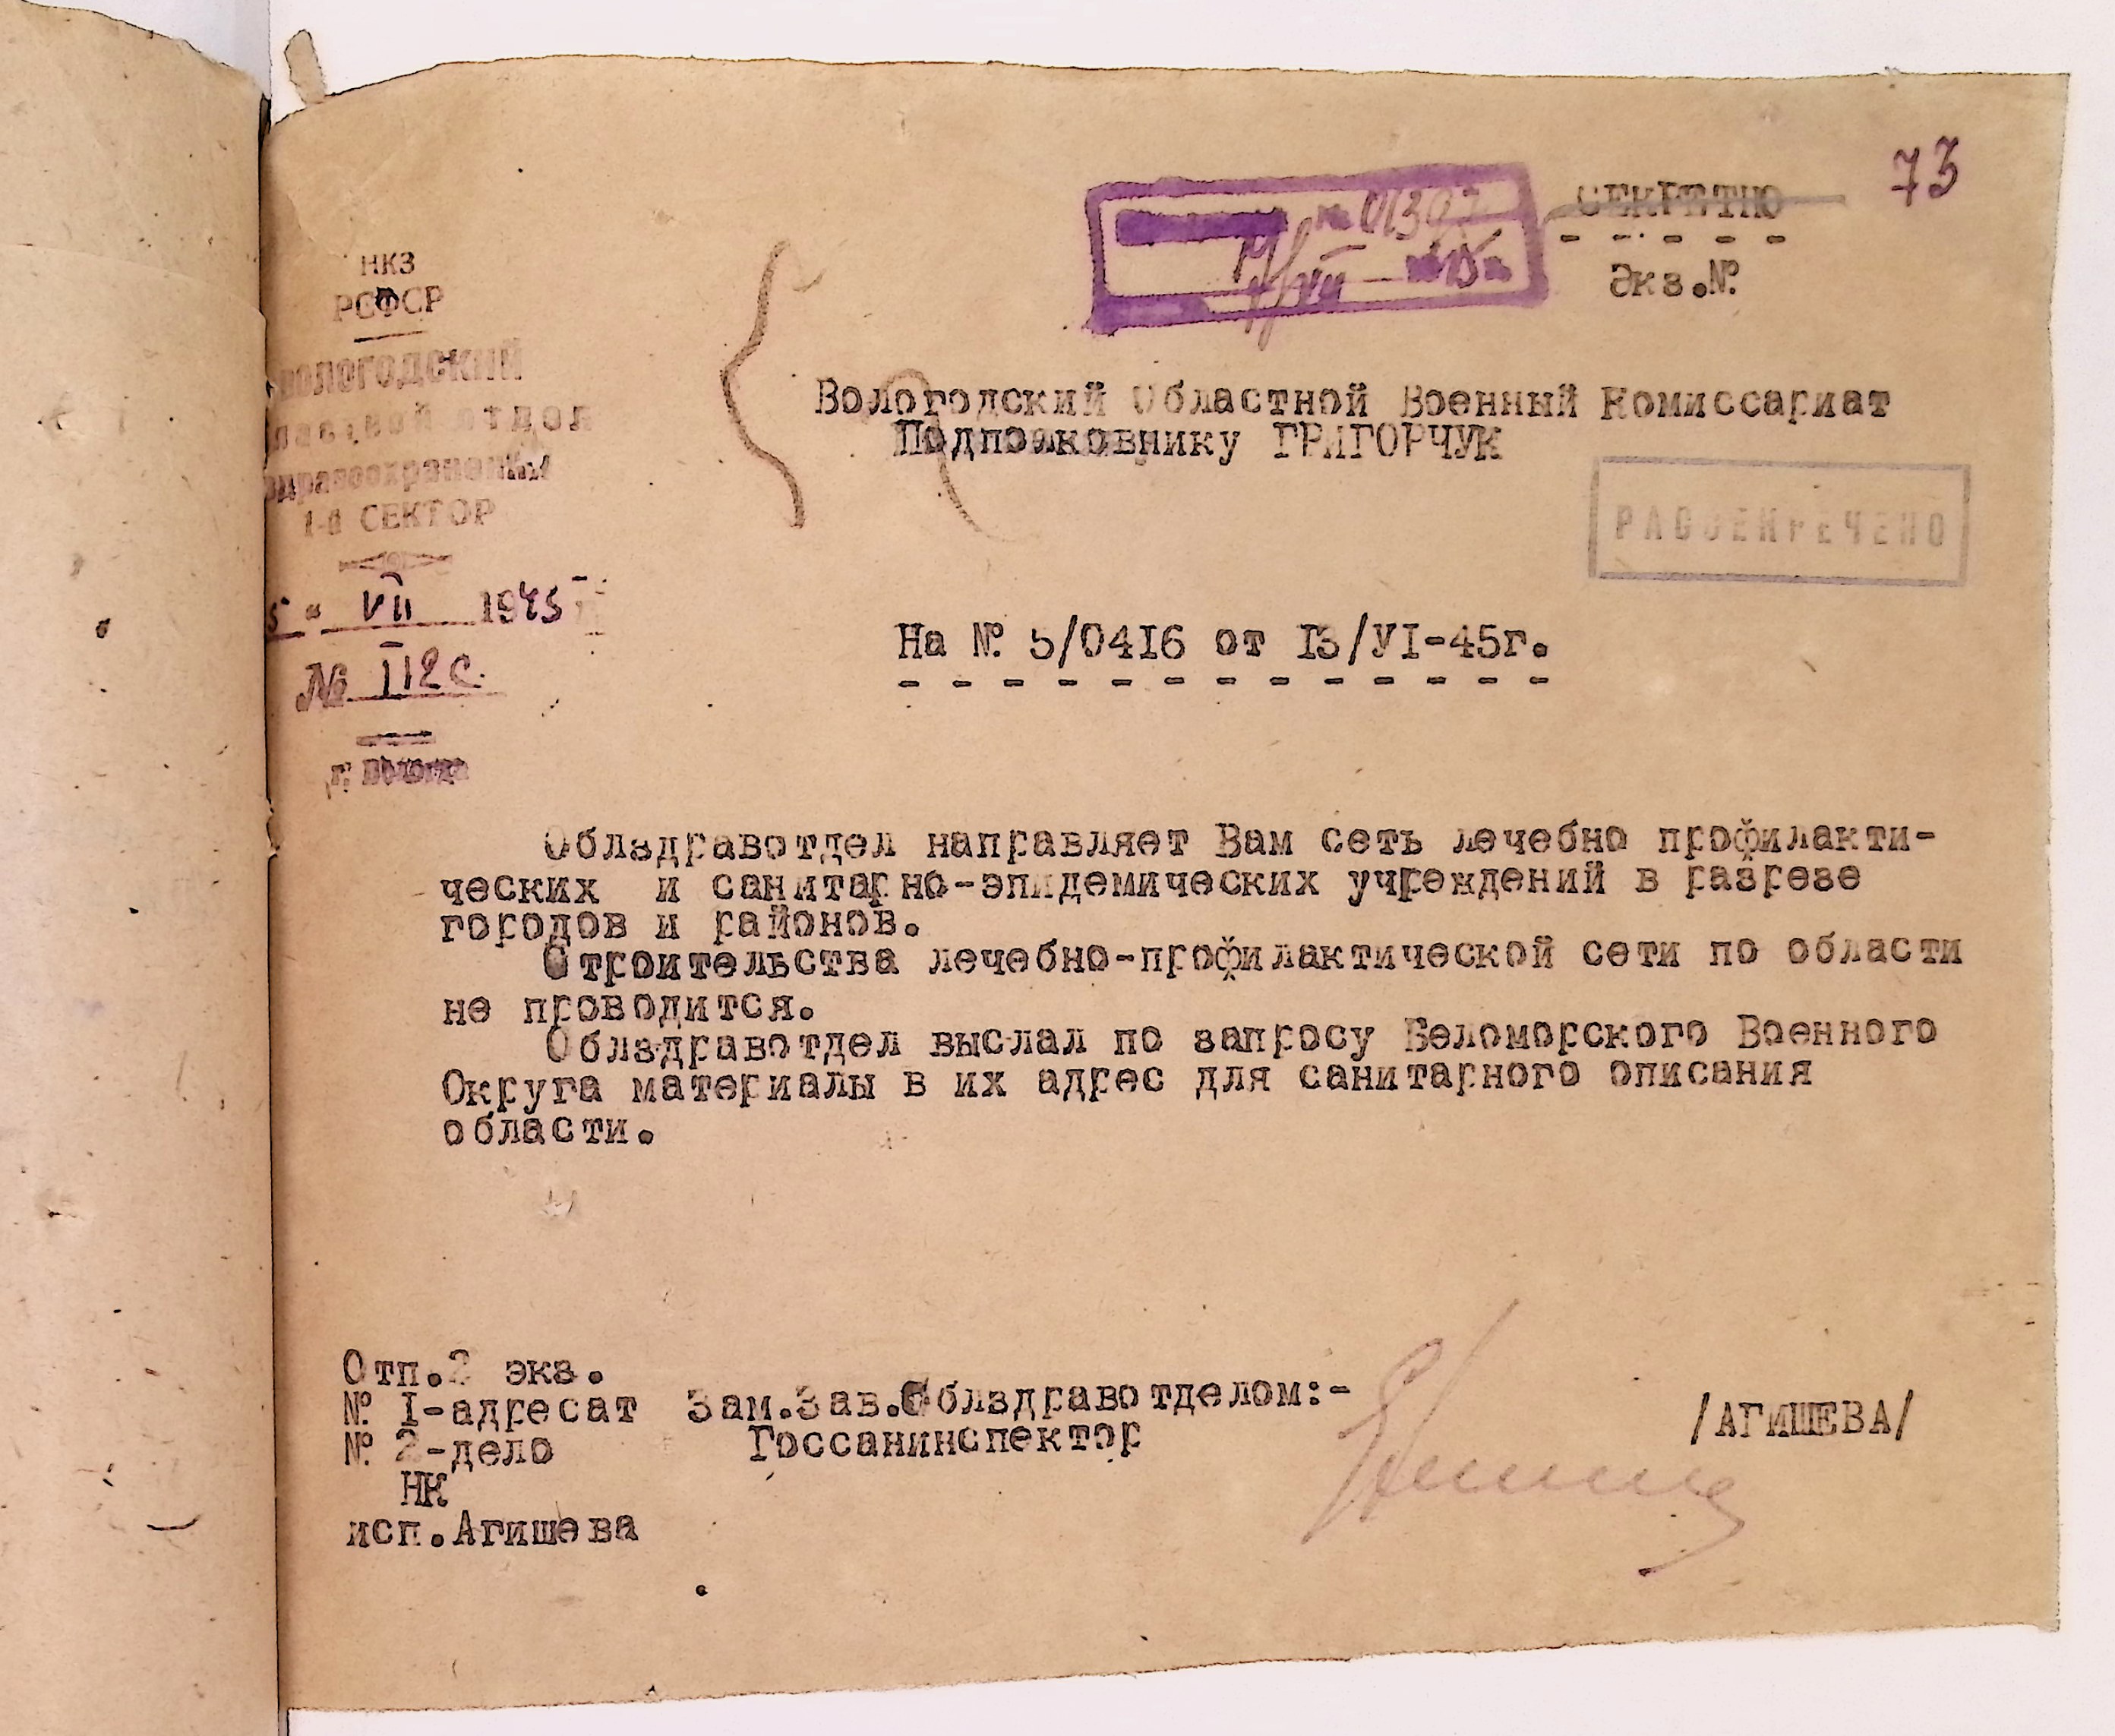 73
СЕКРЕТНО
Экз.№
НКЗ
РСФСР
ВОЛОГОДСКИЙ
отдел
здравоохранения
1-й СЕКТОР
5 " VII 1945
№ 112с.
г. Вологда
Вологодский Областной Военный Комиссариат
Подполковнику ГРИГОРЧУК
РАССЕКРЕЧЕНО
На № 5/0416 от 13/УІ-45г.
Облздравотдел направляет Вам сеть лечебно профилакти-
ческих и санитарно-эпидемических учреждений в разрезе
городов и районов.
Строительства лечебно-профилактической сети по области
не проводится.
Облздравотдел выслал по запросу Беломорского Военного
Округа материалы в их адрес для санитарного описания
области.
Отп.2 экз.
№ I-адресат
№ 2-дело
НК
исп.Агишева
Зам.Зав.Облздравотделом:-
Госсанинспектор
/АГИШЕВА/